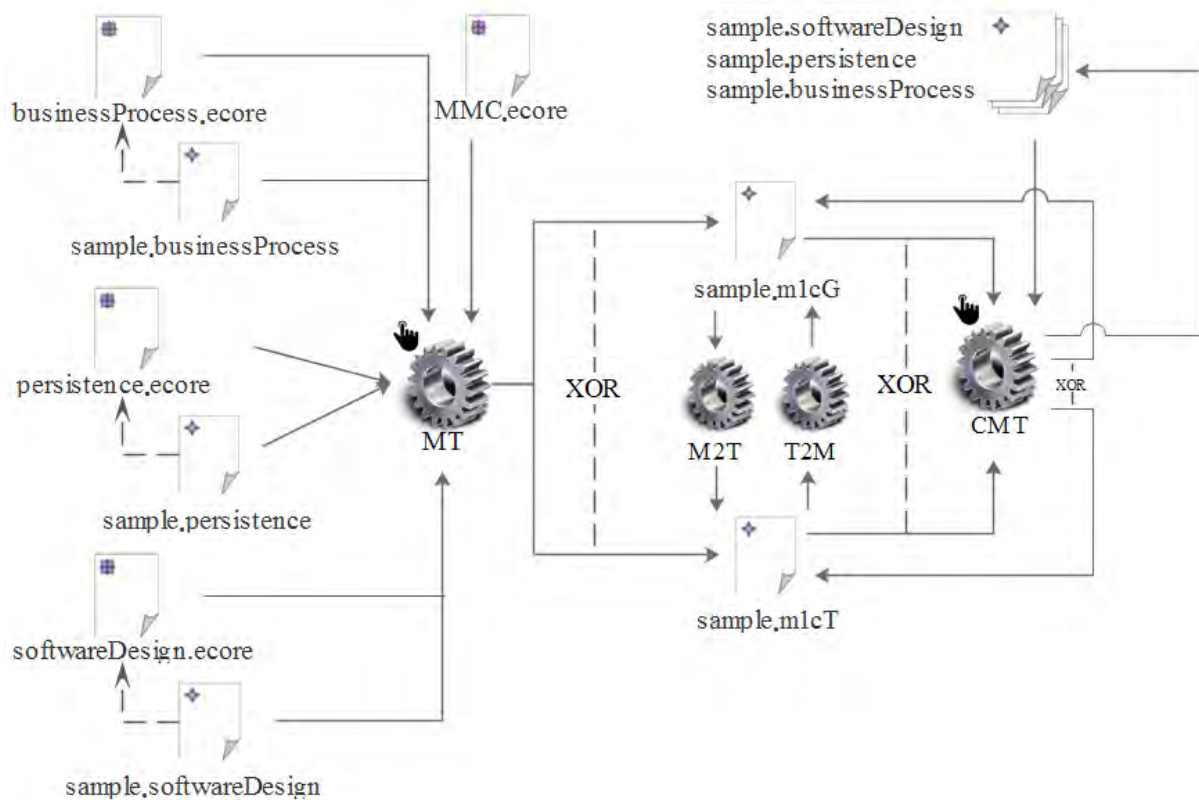 businessProcess.ecore
sample.businessProcess
persistence.ecore
sample.persistence
softwareDesign.ecore
sample.softwareDesign
MMC.ecore
MT
XOR
sample.m1cG
M2T
T2M
sample.m1cT
XOR
sample.softwareDesign
sample.persistence
sample.businessProcess
CMT
XOR